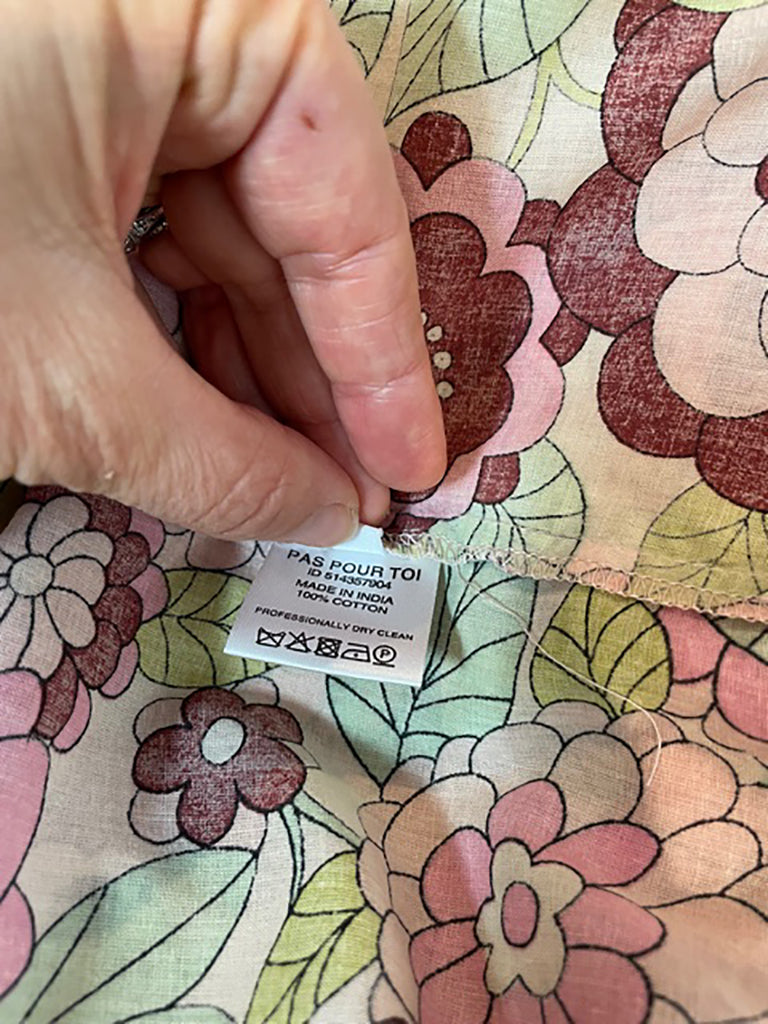 PAS POUR TOI
ID 514357904
MADE IN INDIA
100% COTTON
PROFESSIONALLY DRY CLEAN